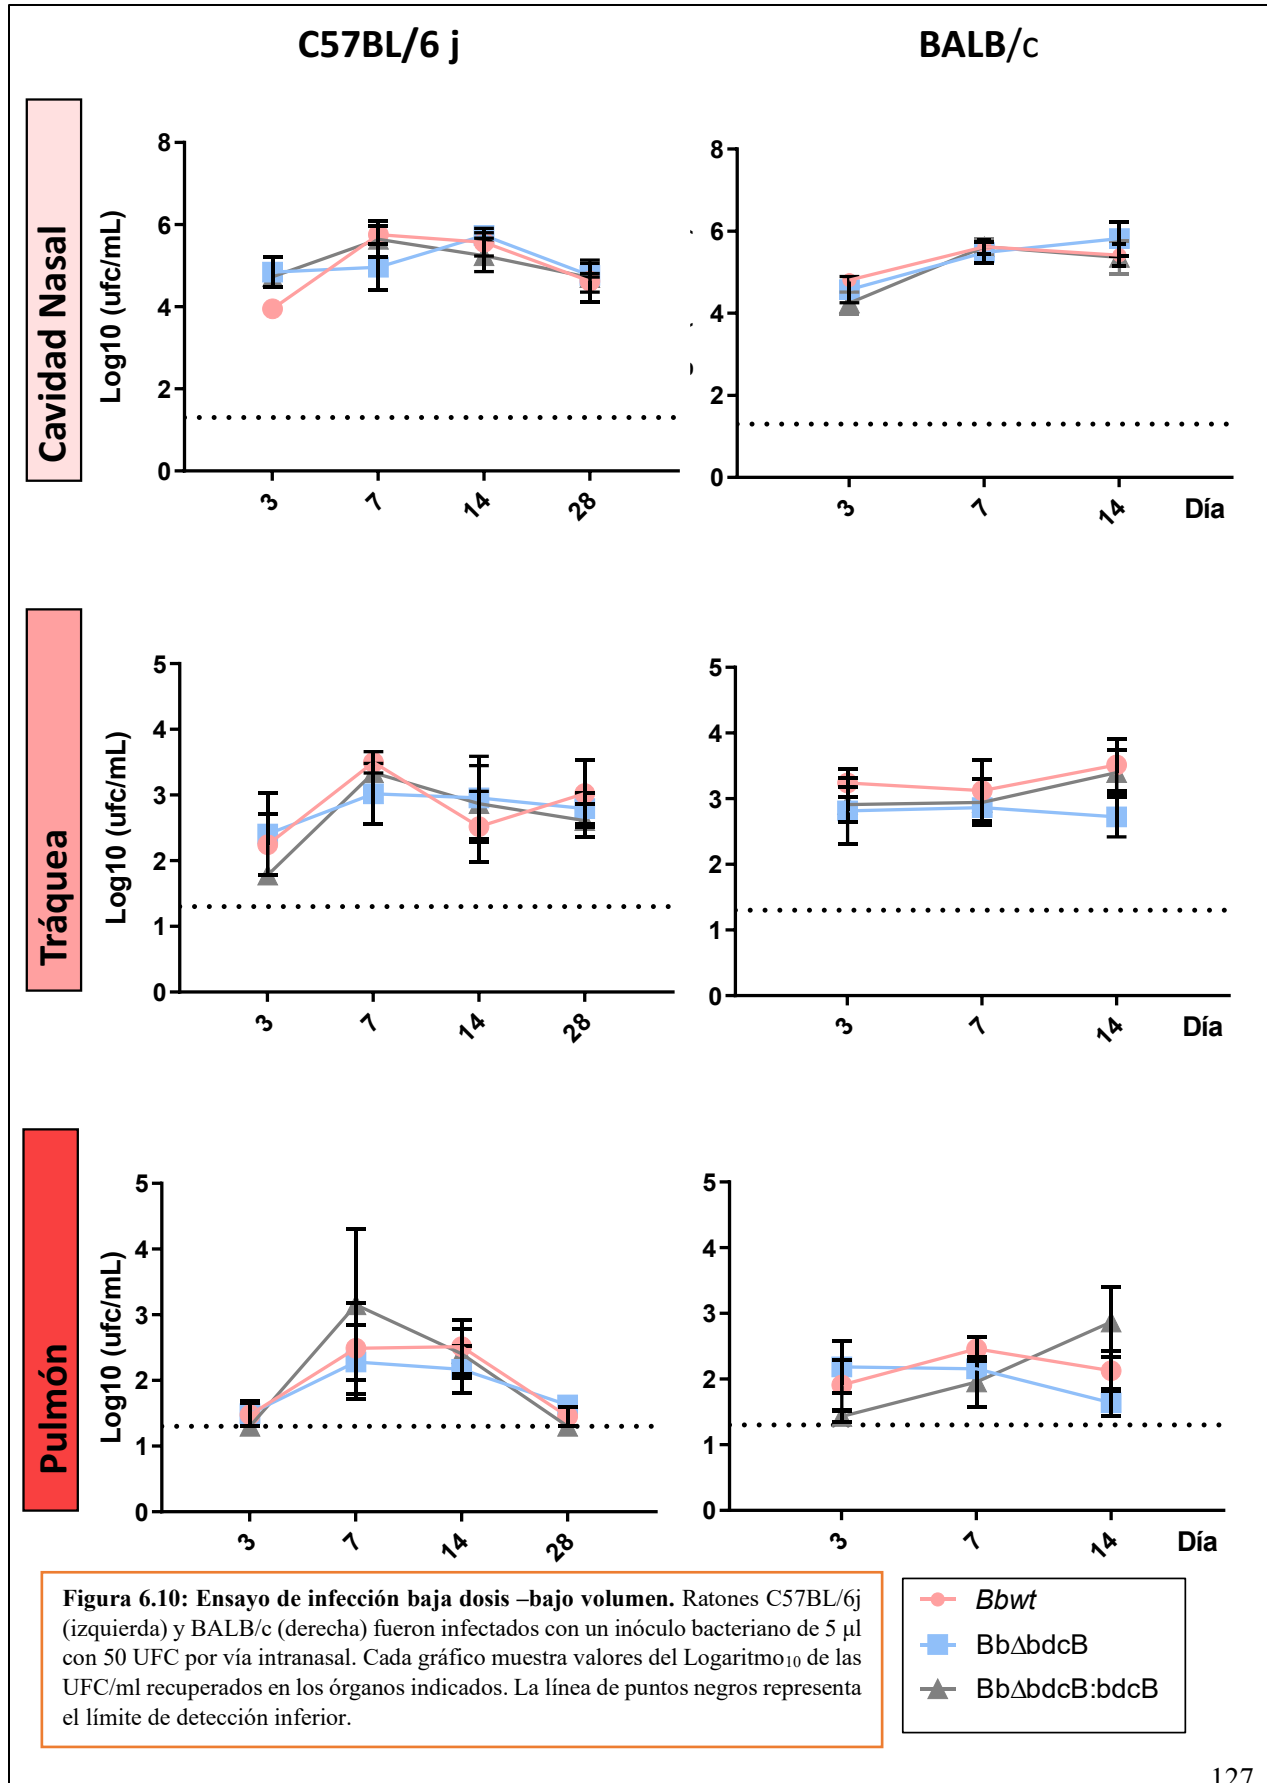 C57BL/6 j
BALB/c
Cavidad Nasal
Log10 (ufc/mL)
8
6
4
2
0
3
7
14
28
8
6
4
2
0
3
7
14
Día
Tráquea
Log10 (ufc/mL)
5
4
3
2
1
0
3
7
14
28
5
4
3
2
1
0
3
7
14
Día
Pulmón
Log10 (ufc/mL)
5
4
3
2
1
0
3
7
14
28
5
4
3
2
1
0
3
7
14
Día
Figura 6.10: Ensayo de infección baja dosis –bajo volumen. Ratones C57BL/6j
(izquierda) y BALB/c (derecha) fueron infectados con un inóculo bacteriano de 5 µl
con 50 UFC por vía intranasal. Cada gráfico muestra valores del Logaritmo₁₀ de las
UFC/ml recuperados en los órganos indicados. La línea de puntos negros representa
el límite de detección inferior.
Bbwt
BbΔbdcB
BbΔbdcB:bdcB
127